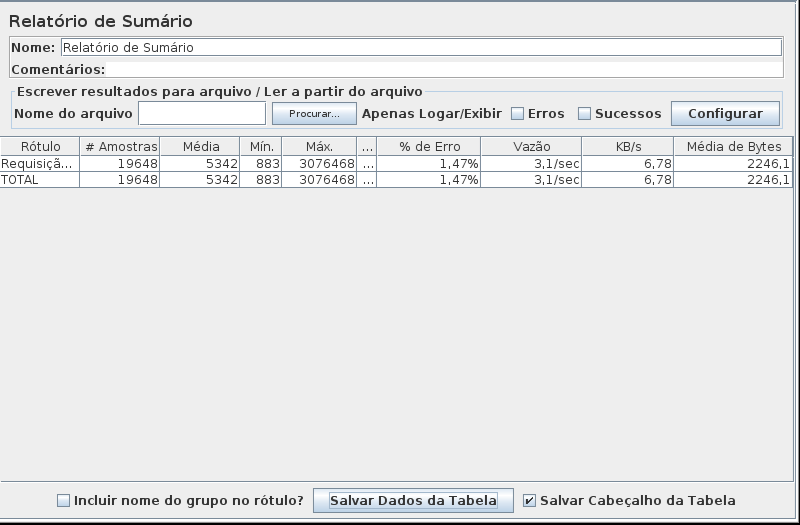 Relatório de Sumário
Nome: Relatório de Sumário
Comentários:
Escrever resultados para arquivo / Ler a partir do arquivo
Nome do arquivo Procurar... Apenas Logar/Exibir Erros Sucessos Configurar
Rótulo # Amostras Média Mín. Máx. ... % de Erro Vazão KB/s Média de Bytes
Requisiçã... 19648 5342 883 3076468 ... 1,47% 3,1/sec 6,78 2246,1
TOTAL 19648 5342 883 3076468 ... 1,47% 3,1/sec 6,78 2246,1
Incluir nome do grupo no rótulo? Salvar Dados da Tabela Salvar Cabeçalho da Tabela